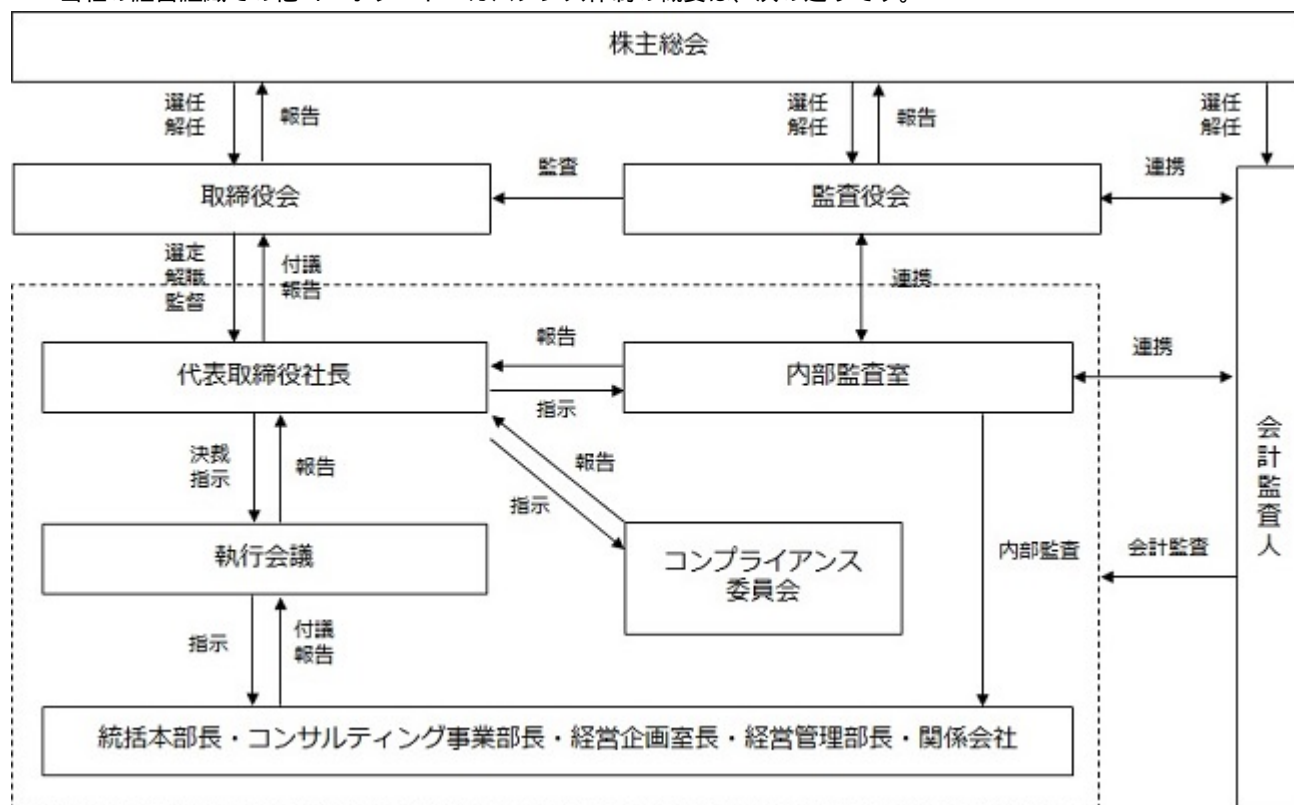 株主総会
選任
解任
報告
選任
解任
報告
選任
解任
取締役会
監査
監査役会
連携
選定
解職
監督
付議
報告
連携
代表取締役社長
報告
指示
内部監査室
連携
決裁
指示
報告
報告
指示
執行会議
コンプライアンス
委員会
内部監査
会計監査
会計監査人
指示
付議
報告
統括本部長・コンサルティング事業部長・経営企画室長・経営管理部長・関係会社